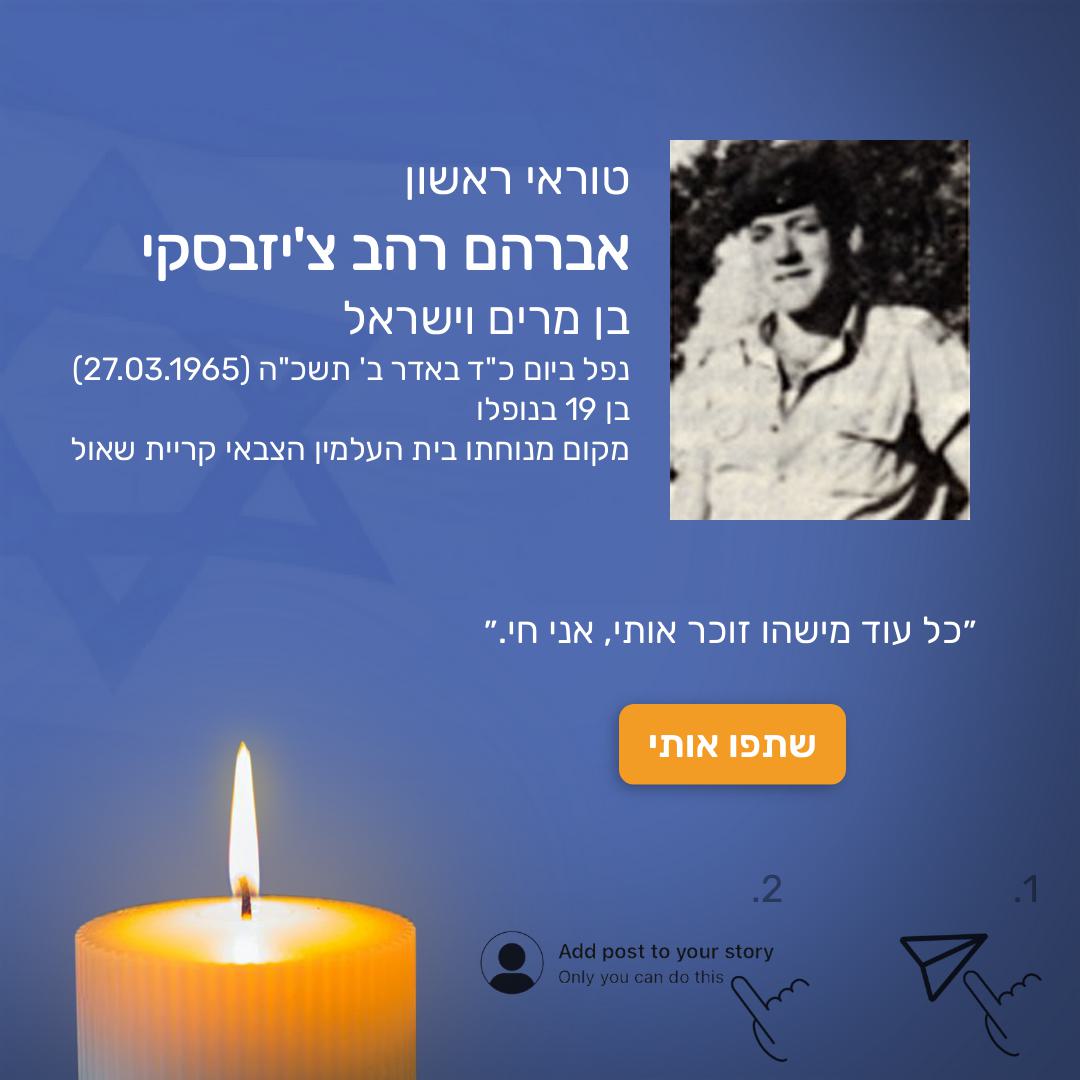 טוראי ראשון
אברהם רהב צ'יזבסקי
בן מרים וישראל
נפל ביום כ"ד באדר ב' תשכ"ה (27.03.1965)
בן 19 בנופלו
מקום מנוחתו בית העלמין הצבאי קריית שאול
״כל עוד מישהו זוכר אותי, אני חי.״
שתפו אותי
1.
2.
Add post to your story
Only you can do this